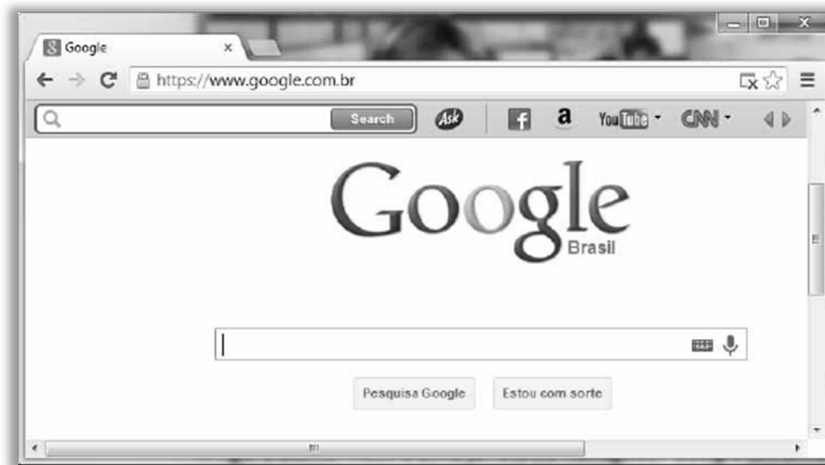 Google
https://www.google.com.br
Search Ask f a YouTube CNN
Google
Brasil
Pesquisa Google Estou com sorte